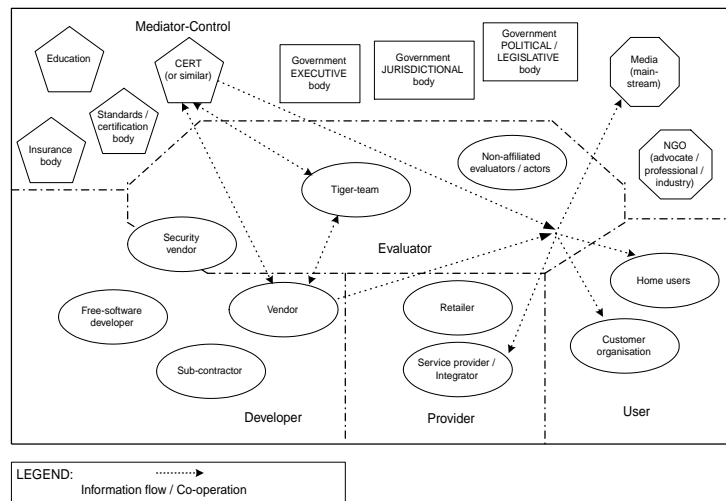 Mediator-Control
Education
CERT
(or similar)
Government
EXECUTIVE
body
Government
JURISDICTIONAL
body
Government
POLITICAL /
LEGISLATIVE
body
Media
(main-
stream)
Standards /
certification
body
Insurance
body
NGO
(advocate /
professional /
industry)
Non-affiliated
evaluators / actors
Tiger-team
Security
vendor
Evaluator
Home users
Free-software
developer
Vendor
Retailer
Customer
organisation
Sub-contractor
Service provider /
Integrator
Developer
Provider
User
LEGEND:
Information flow / Co-operation